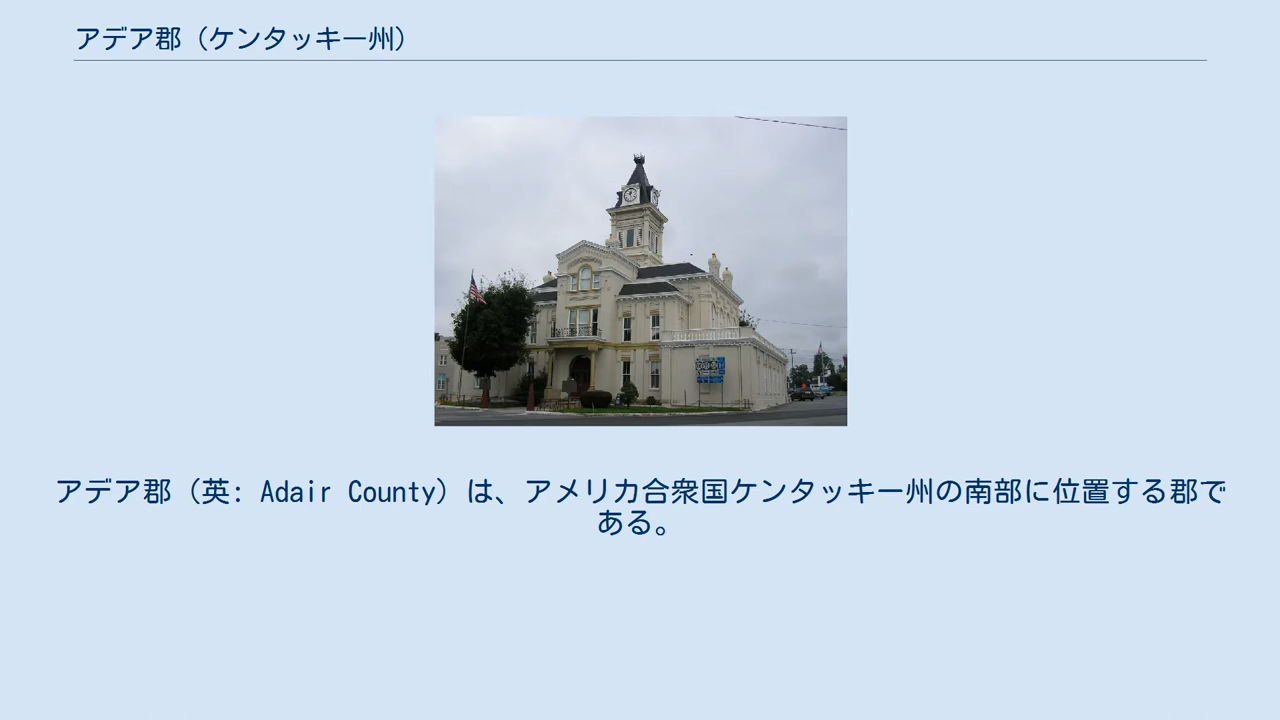 アデア郡（ケンタッキー州）
アデア郡（英: Adair County）は、アメリカ合衆国ケンタッキー州の南部に位置する郡で
ある。